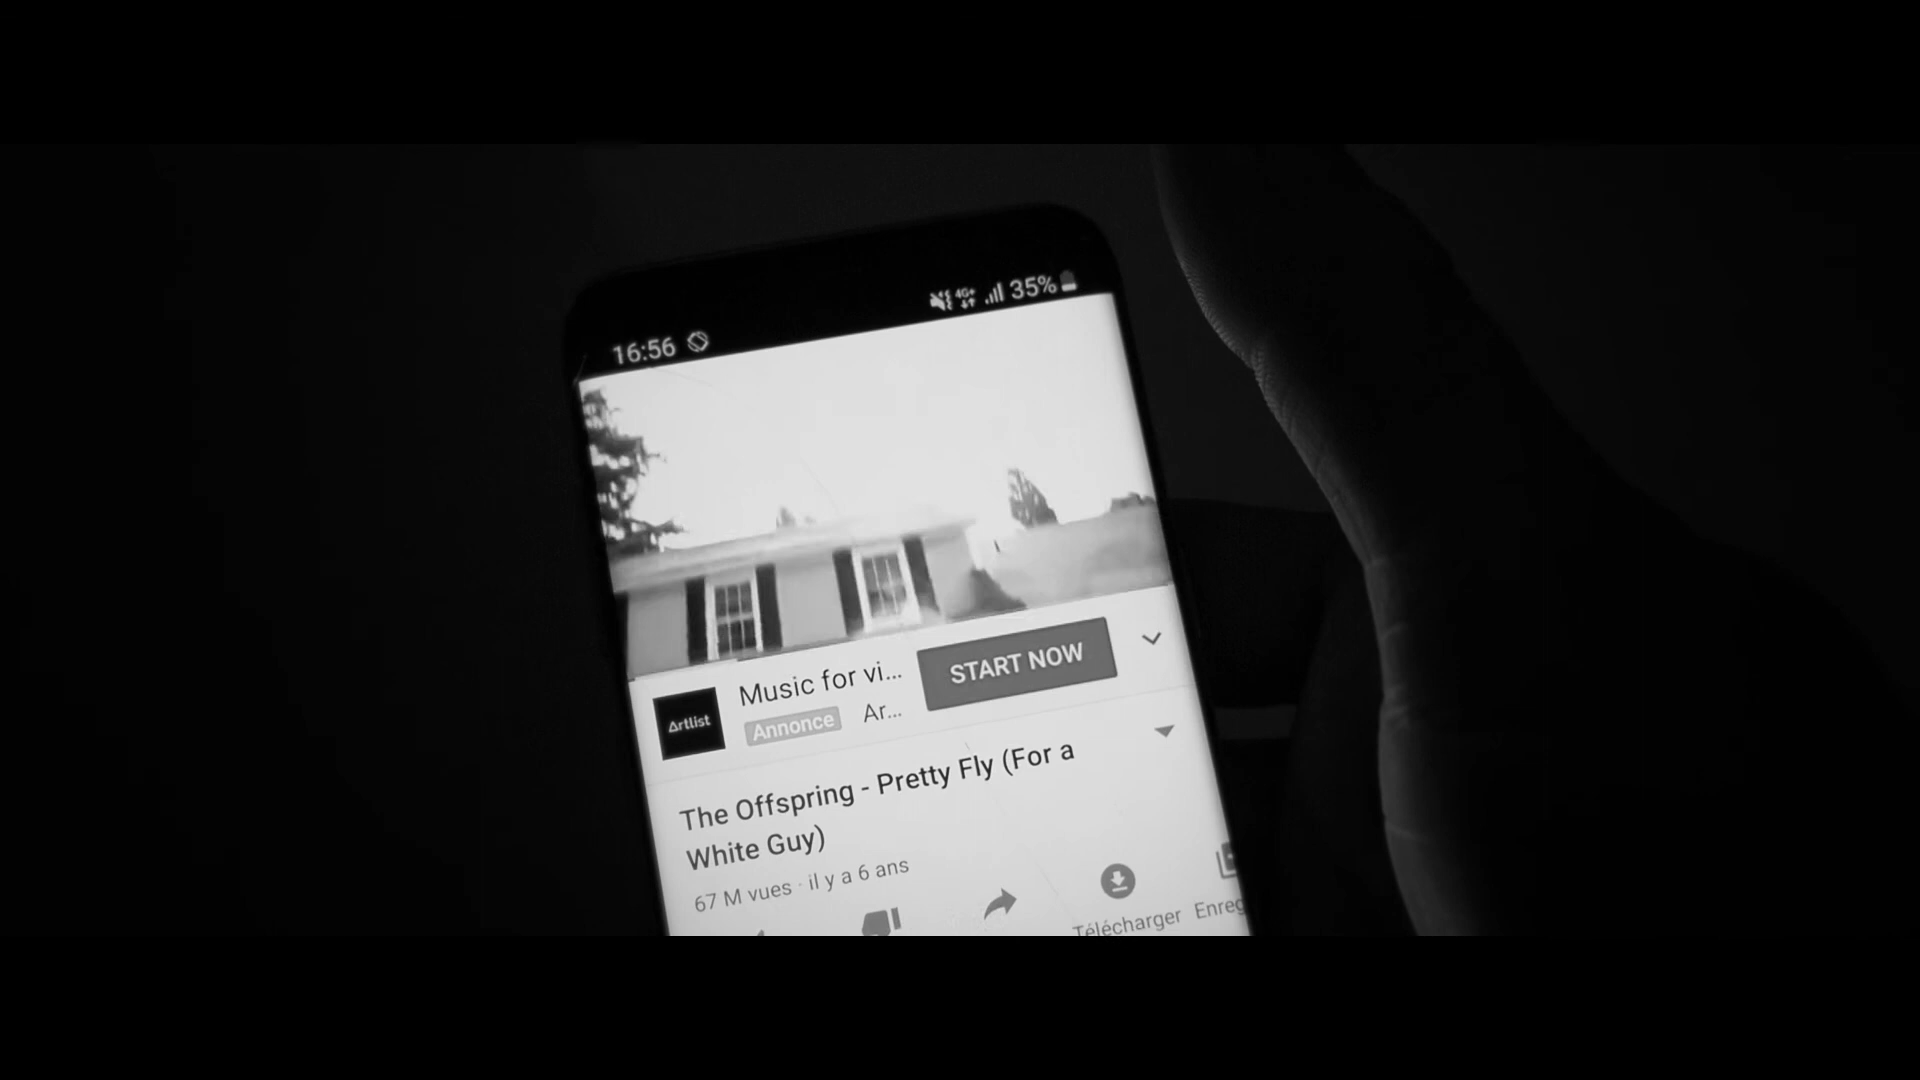 16:56
4G+ 35%
Music for vi...
START NOW
Artlist
Annonce Ar...
The Offspring - Pretty Fly (For a
White Guy)
67 M vues · il y a 6 ans
Télécharger